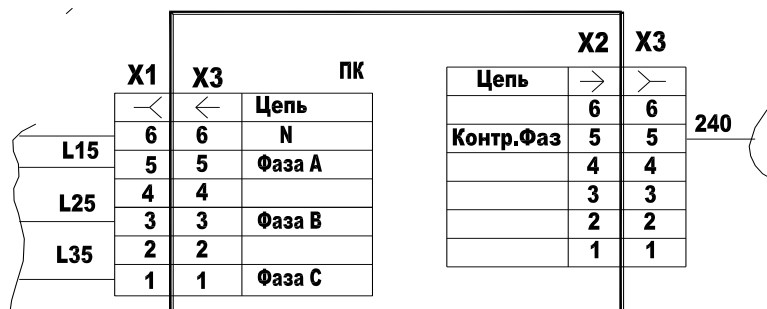 X1 X3 ПК
Цепь
6 6 N
5 5 Фаза А
4 4
3 3 Фаза В
2 2
1 1 Фаза С
L15
L25
L35
X2 X3
Цепь
6 6
Контр.Фаз 5 5
4 4
3 3
2 2
1 1
240